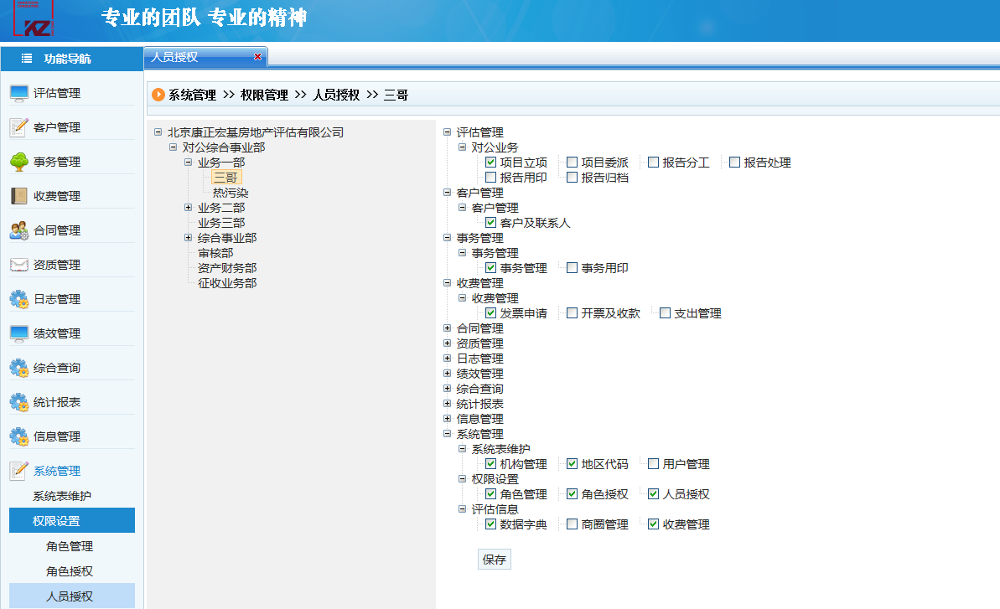 KZ
专业的团队 专业的精神
功能导航
人员授权
评估管理
客户管理
事务管理
收费管理
合同管理
资质管理
日志管理
绩效管理
综合查询
统计报表
信息管理
系统管理
系统表维护
权限设置
角色管理
角色授权
人员授权
系统管理 >> 权限管理 >> 人员授权 >> 三哥
北京康正宏基房地产评估有限公司
对公综合事业部
业务一部
三哥
热污染
业务二部
业务三部
综合事业部
审核部
资产财务部
征收业务部
评估管理
对公业务
项目立项 项目委派 报告分工 报告处理
报告用印 报告归档
客户管理
客户管理
客户及联系人
事务管理
事务管理
事务管理 事务用印
收费管理
收费管理
发票申请 开票及收款 支出管理
合同管理
资质管理
日志管理
绩效管理
综合查询
统计报表
信息管理
系统管理
系统表维护
机构管理 地区代码 用户管理
权限设置
角色管理 角色授权 人员授权
评估信息
数据字典 商圈管理 收费管理
保存